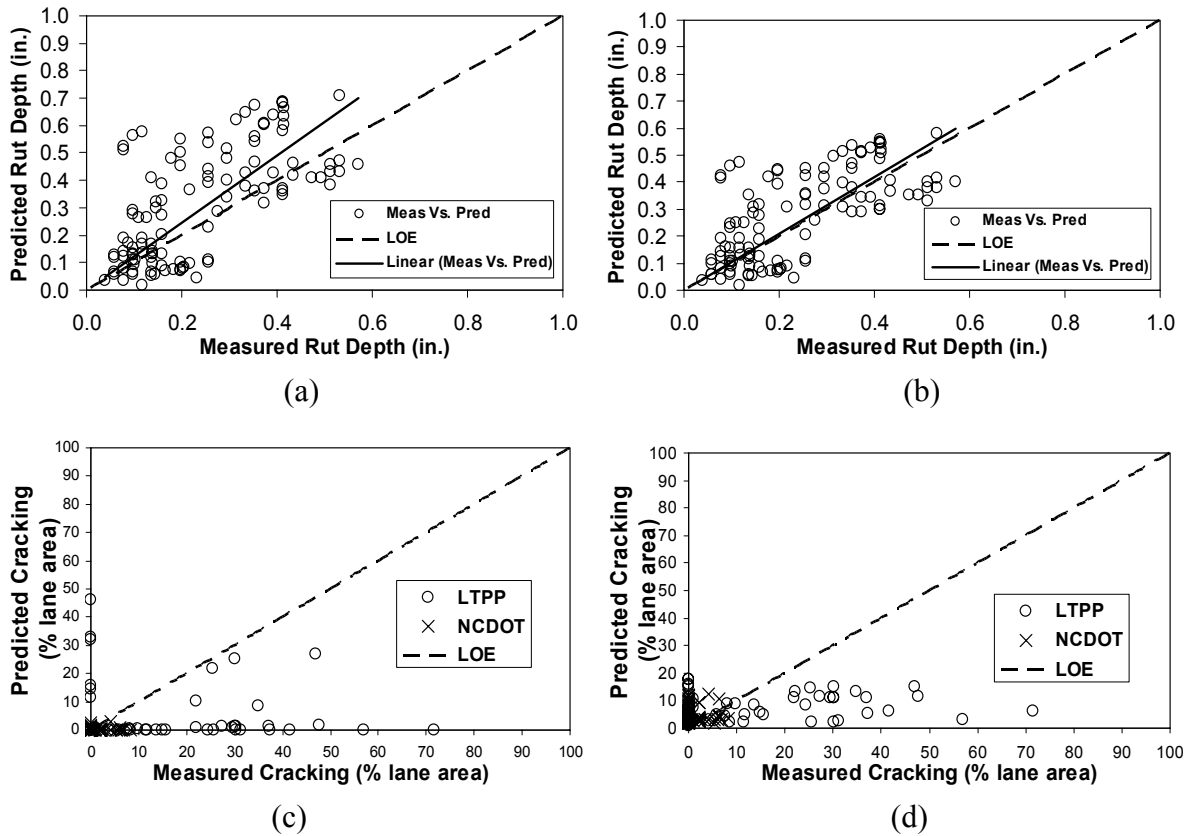 Predicted Rut Depth (in.)
1.0
0.9
0.8
0.7
0.6
0.5
0.4
0.3
0.2
0.1
0.0
0.0 0.2 0.4 0.6 0.8 1.0
Measured Rut Depth (in.)
Meas Vs. Pred
LOE
Linear (Meas Vs. Pred)
(a)
Predicted Rut Depth (in.)
1.0
0.9
0.8
0.7
0.6
0.5
0.4
0.3
0.2
0.1
0.0
0.0 0.2 0.4 0.6 0.8 1.0
Measured Rut Depth (in.)
Meas Vs. Pred
LOE
Linear (Meas Vs. Pred)
(b)
Predicted Cracking
(% lane area)
100
90
80
70
60
50
40
30
20
10
0
0 10 20 30 40 50 60 70 80 90 100
Measured Cracking (% lane area)
LTPP
NCDOT
LOE
(c)
Predicted Cracking
(% lane area)
100
90
80
70
60
50
40
30
20
10
0
0 10 20 30 40 50 60 70 80 90 100
Measured Cracking (% lane area)
LTPP
NCDOT
LOE
(d)